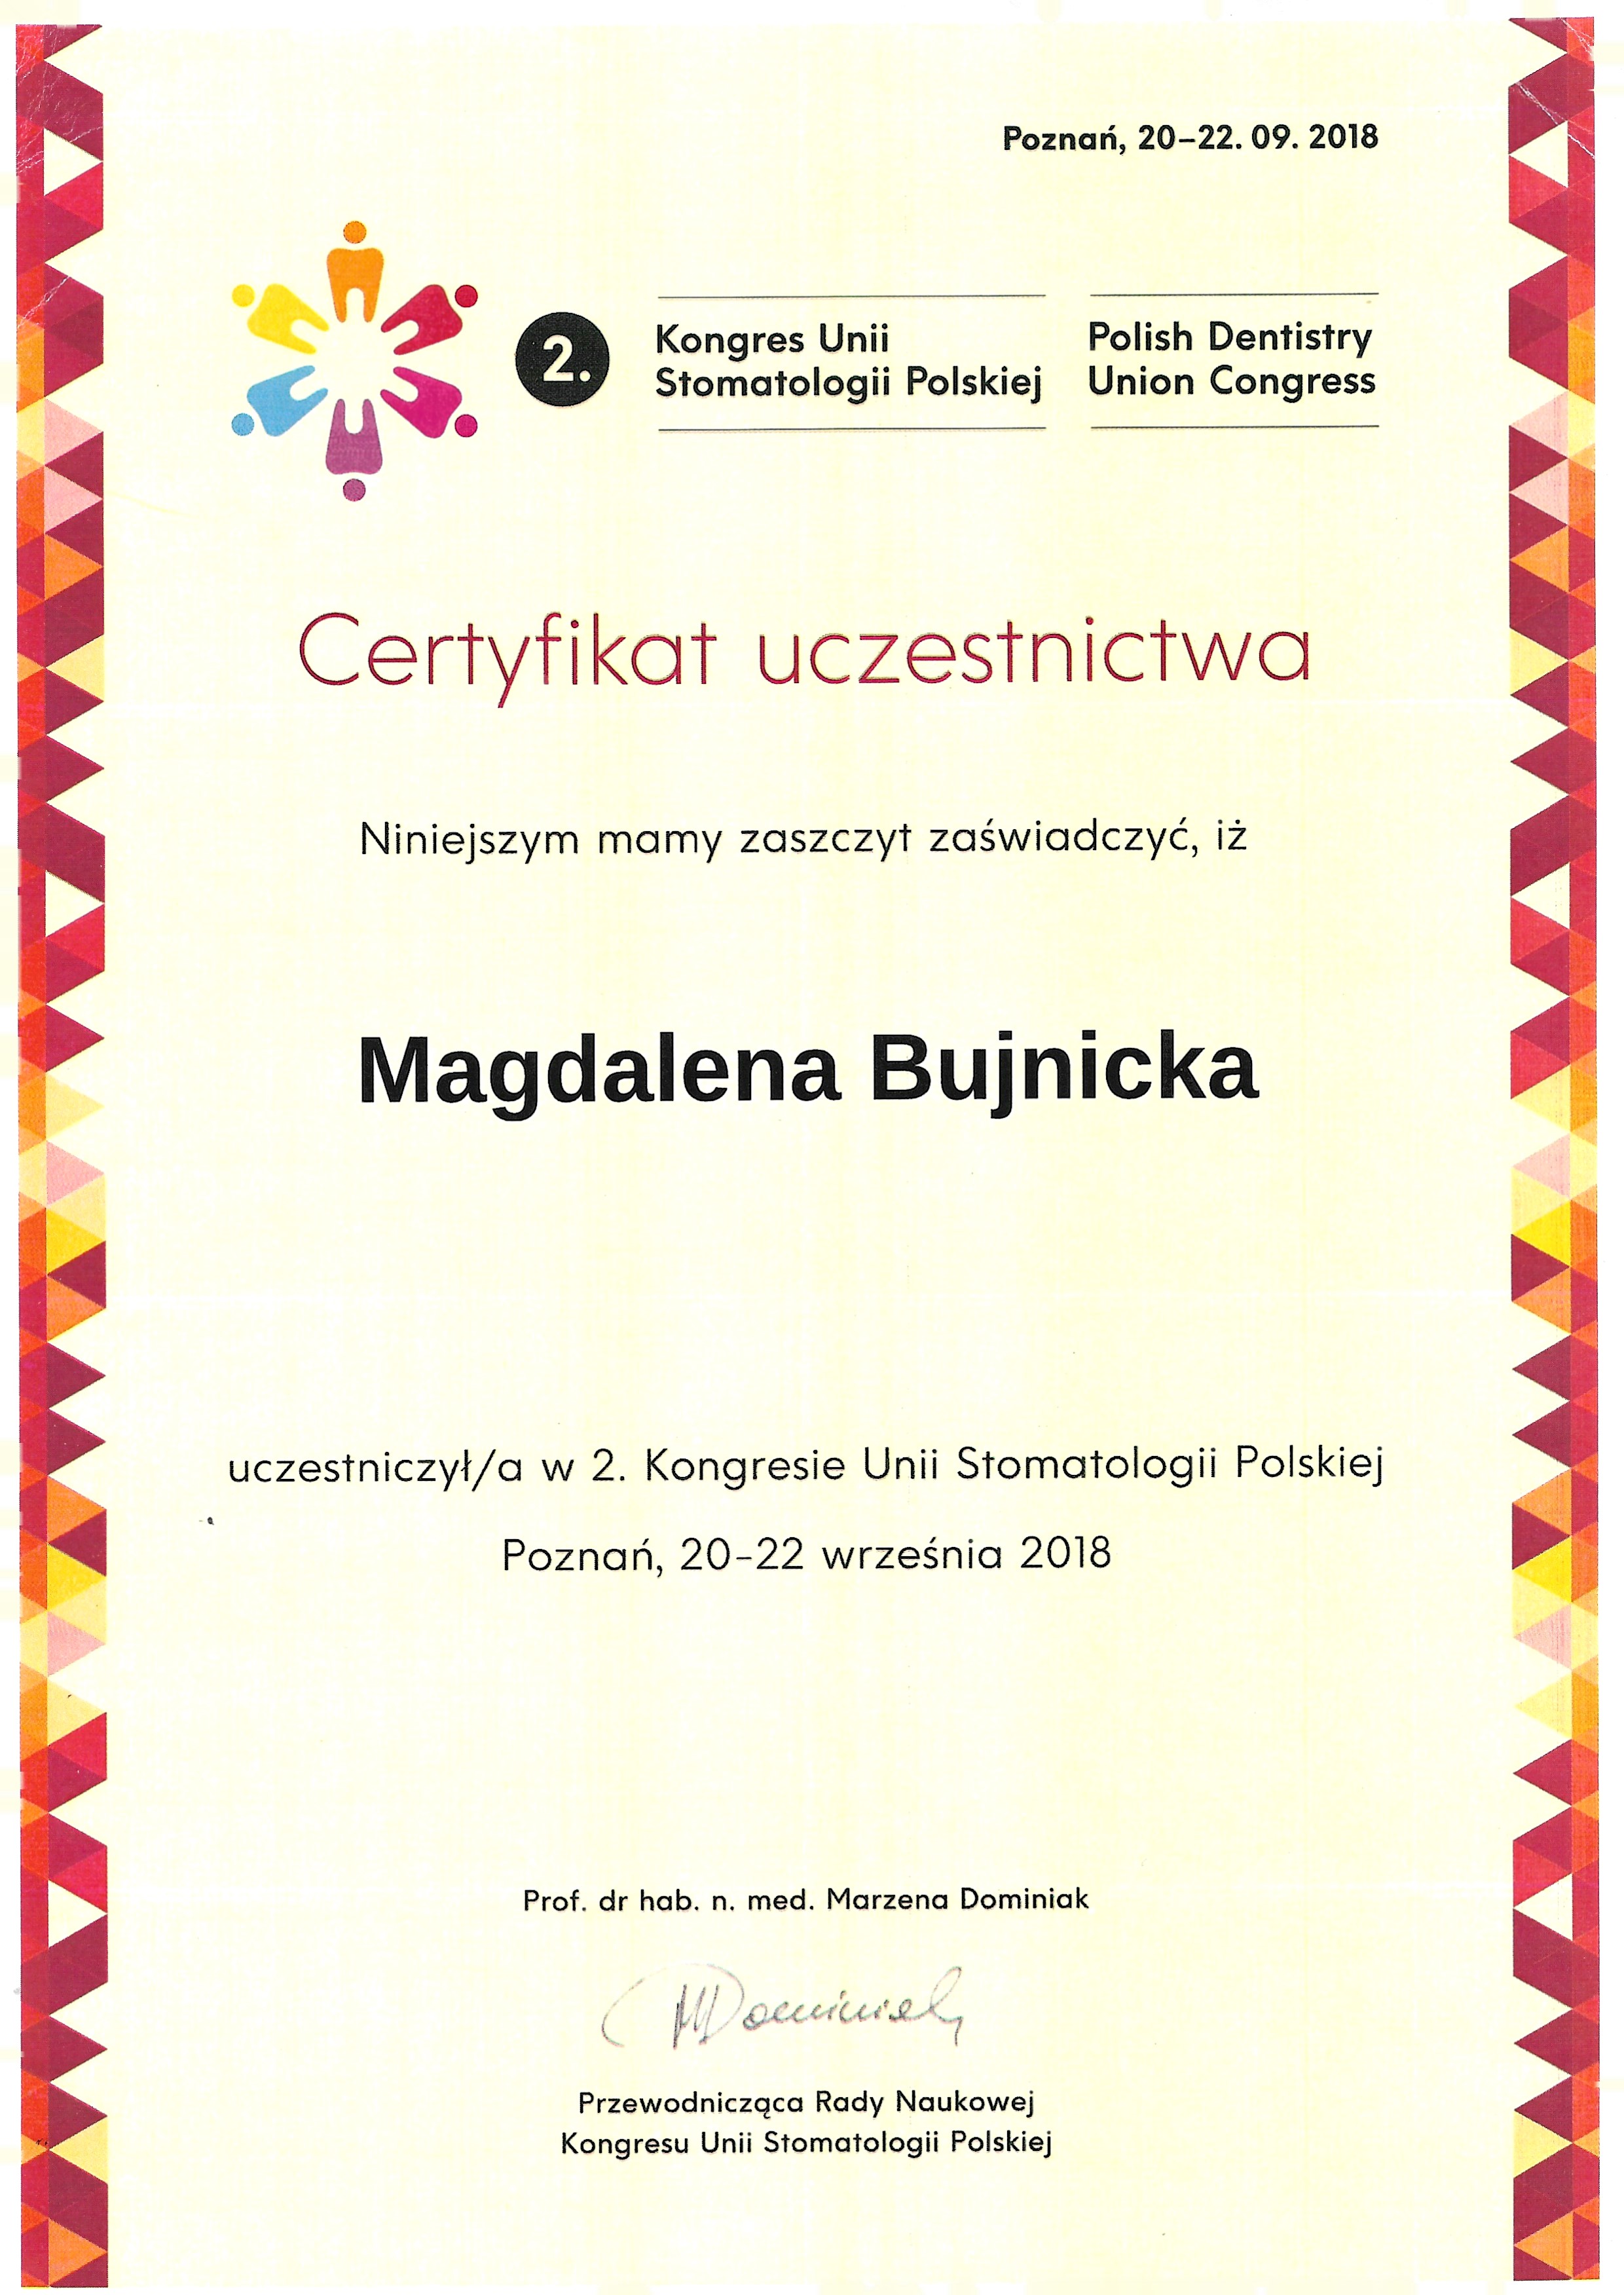 Poznań, 20–22. 09. 2018
2.
Kongres Unii
Stomatologii Polskiej
Polish Dentistry
Union Congress
Certyfikat uczestnictwa
Niniejszym mamy zaszczyt zaświadczyć, iż
Magdalena Bujnicka
uczestniczył/a w 2. Kongresie Unii Stomatologii Polskiej
Poznań, 20-22 września 2018
Prof. dr hab. n. med. Marzena Dominiak
MDominiak
Przewodnicząca Rady Naukowej
Kongresu Unii Stomatologii Polskiej